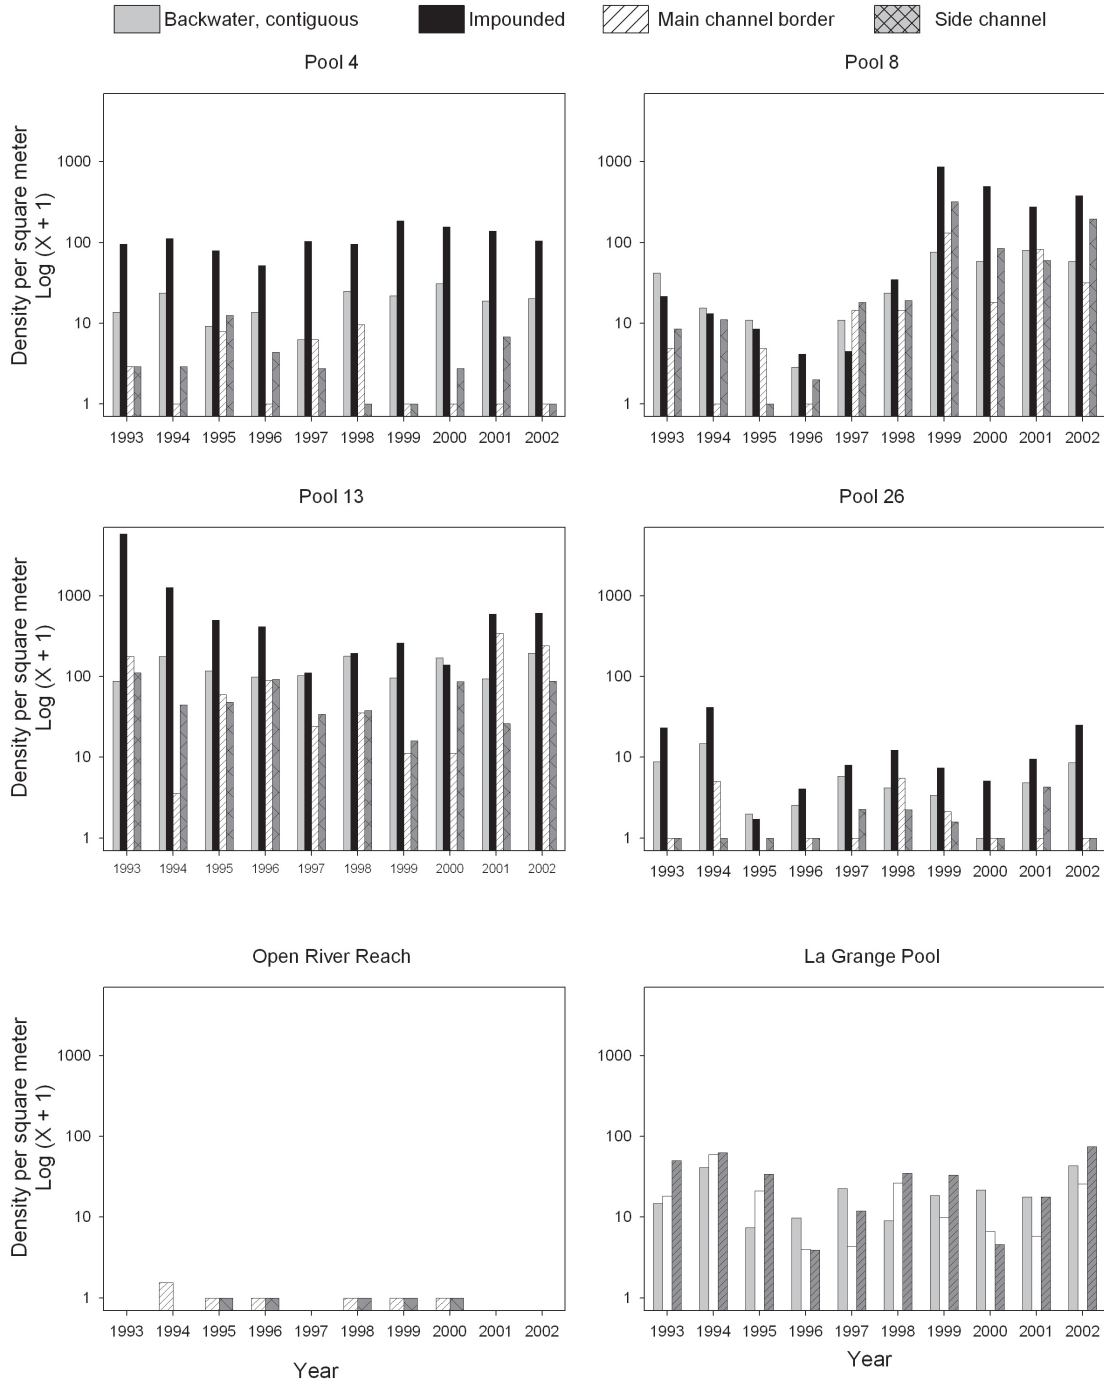 Backwater, contiguous Impounded Main channel border Side channel
Pool 4 Pool 8
Density per square meter
Log (X + 1)
1000 1000
100 100
10 10
1 1
1993 1994 1995 1996 1997 1998 1999 2000 2001 2002 1993 1994 1995 1996 1997 1998 1999 2000 2001 2002
Pool 13 Pool 26
Density per square meter
Log (X + 1)
1000 1000
100 100
10 10
1 1
1993 1994 1995 1996 1997 1998 1999 2000 2001 2002 1993 1994 1995 1996 1997 1998 1999 2000 2001 2002
Open River Reach La Grange Pool
Density per square meter
Log (X + 1)
1000 1000
100 100
10 10
1 1
1993 1994 1995 1996 1997 1998 1999 2000 2001 2002 1993 1994 1995 1996 1997 1998 1999 2000 2001 2002
Year Year